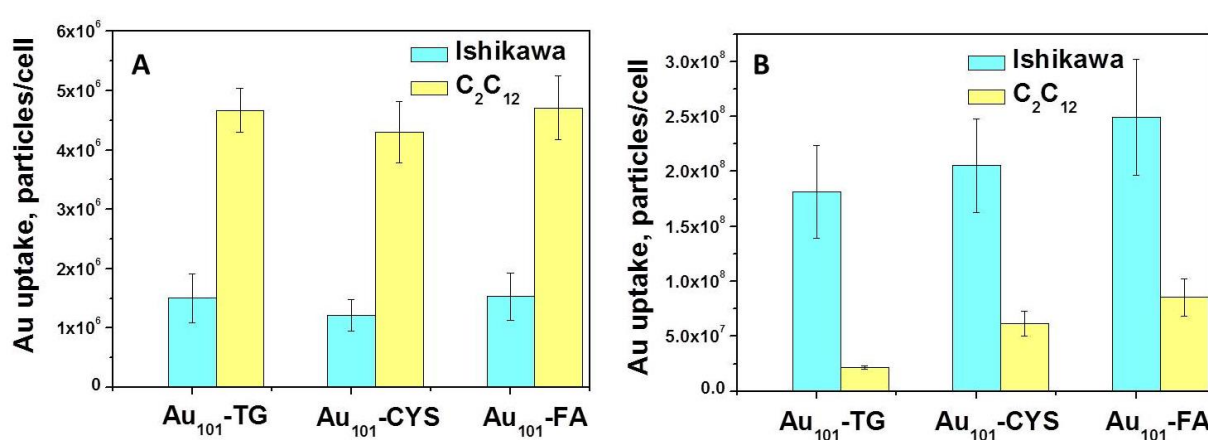 A
Ishikawa
C₂C₁₂
Au uptake, particles/cell
6x10⁶
5x10⁶
4x10⁶
3x10⁶
2x10⁶
1x10⁶
0
Au₁₀₁-TG Au₁₀₁-CYS Au₁₀₁-FA
B
Ishikawa
C₂C₁₂
Au uptake, particles/cell
3.0x10⁸
2.5x10⁸
2.0x10⁸
1.5x10⁸
1.0x10⁸
5.0x10⁷
0.0
Au₁₀₁-TG Au₁₀₁-CYS Au₁₀₁-FA